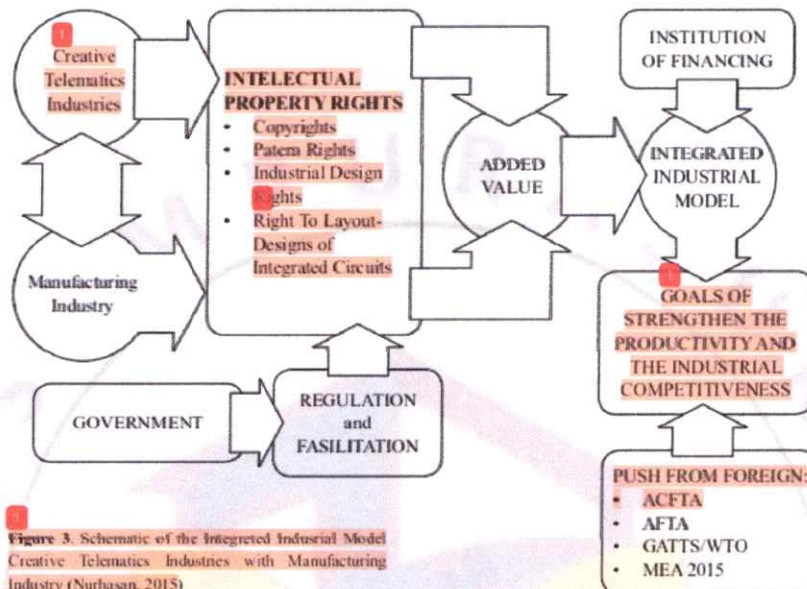 1
Creative
Telematics
Industries
Manufacturing
Industry
INTELECTUAL
PROPERTY RIGHTS
• Copyrights
• Patern Rights
• Industrial Design
• Right To Layout-
Designs of
Integrated Circuits
ADDED
VALUE
INSTITUTION
OF FINANCING
INTEGRATED
INDUSTRIAL
MODEL
1
GOALS OF
STRENGTHEN THE
PRODUCTIVITY AND
THE INDUSTRIAL
COMPETITIVENESS
GOVERNMENT
REGULATION
and
FASILITATION
PUSH FROM FOREIGN:
• ACFTA
• AFTA
• GATTS/WTO
• MEA 2015
Figure 3. Schematic of the Integreted Indusrial Model
Creative Telematics Industries with Manufacturing
Industry (Nurhasan, 2015)